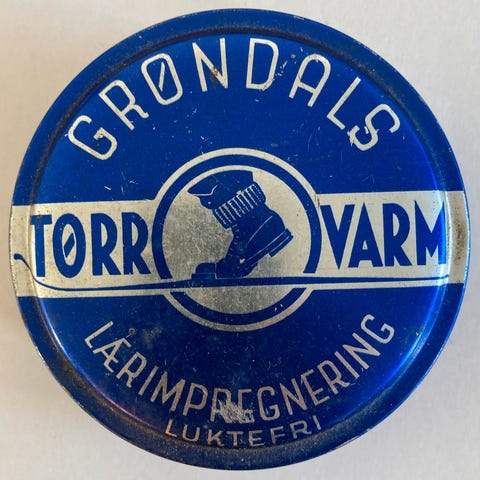 GRØNDALS
TØRR VARM
LÆRIMPREGNERING
LUKTEFRI